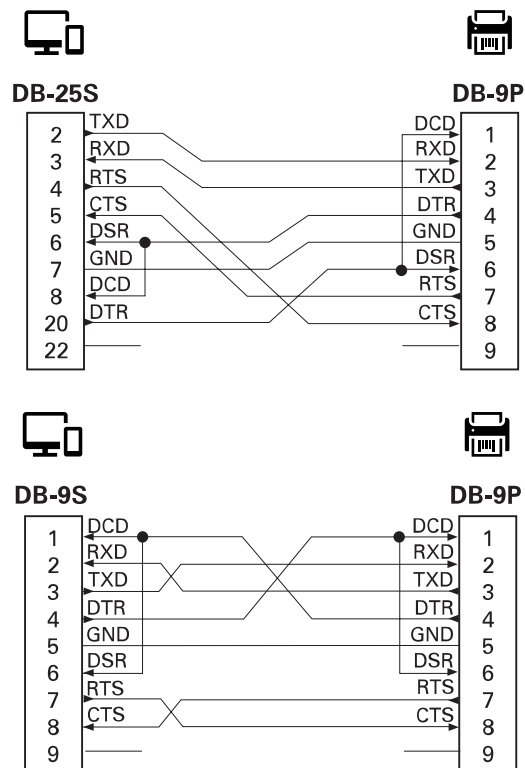 DB-25S DB-9P
2 TXD DCD 1
3 RXD RXD 2
4 RTS TXD 3
5 CTS DTR 4
6 DSR GND 5
7 GND DSR 6
8 DCD RTS 7
20 DTR CTS 8
22 9
DB-9S DB-9P
1 DCD DCD 1
2 RXD RXD 2
3 TXD TXD 3
4 DTR DTR 4
5 GND GND 5
6 DSR DSR 6
7 RTS RTS 7
8 CTS CTS 8
9 9